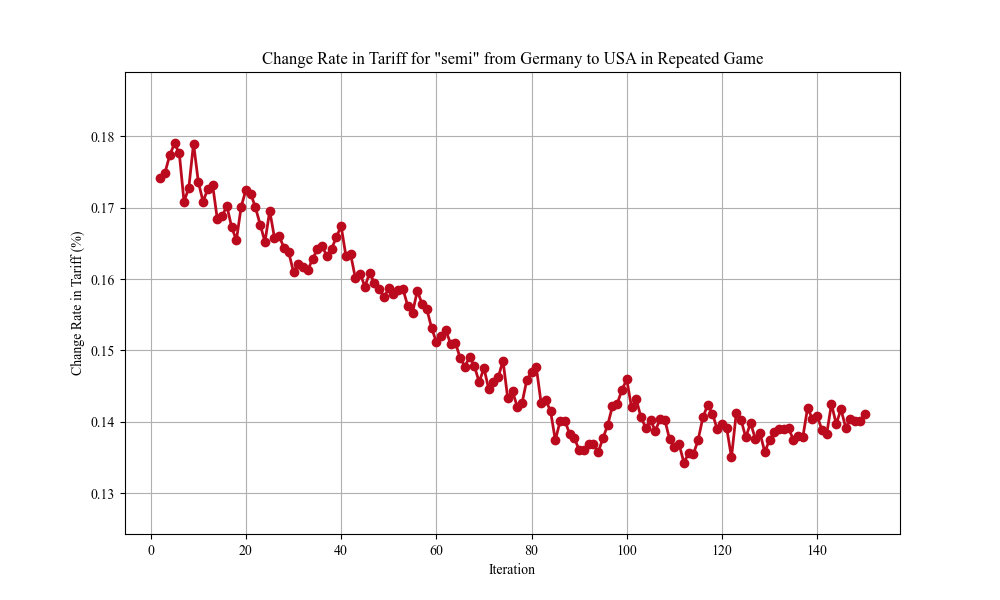 Change Rate in Tariff for "semi" from Germany to USA in Repeated Game
Change Rate in Tariff (%)
0.18
0.17
0.16
0.15
0.14
0.13
0 20 40 60 80 100 120 140
Iteration